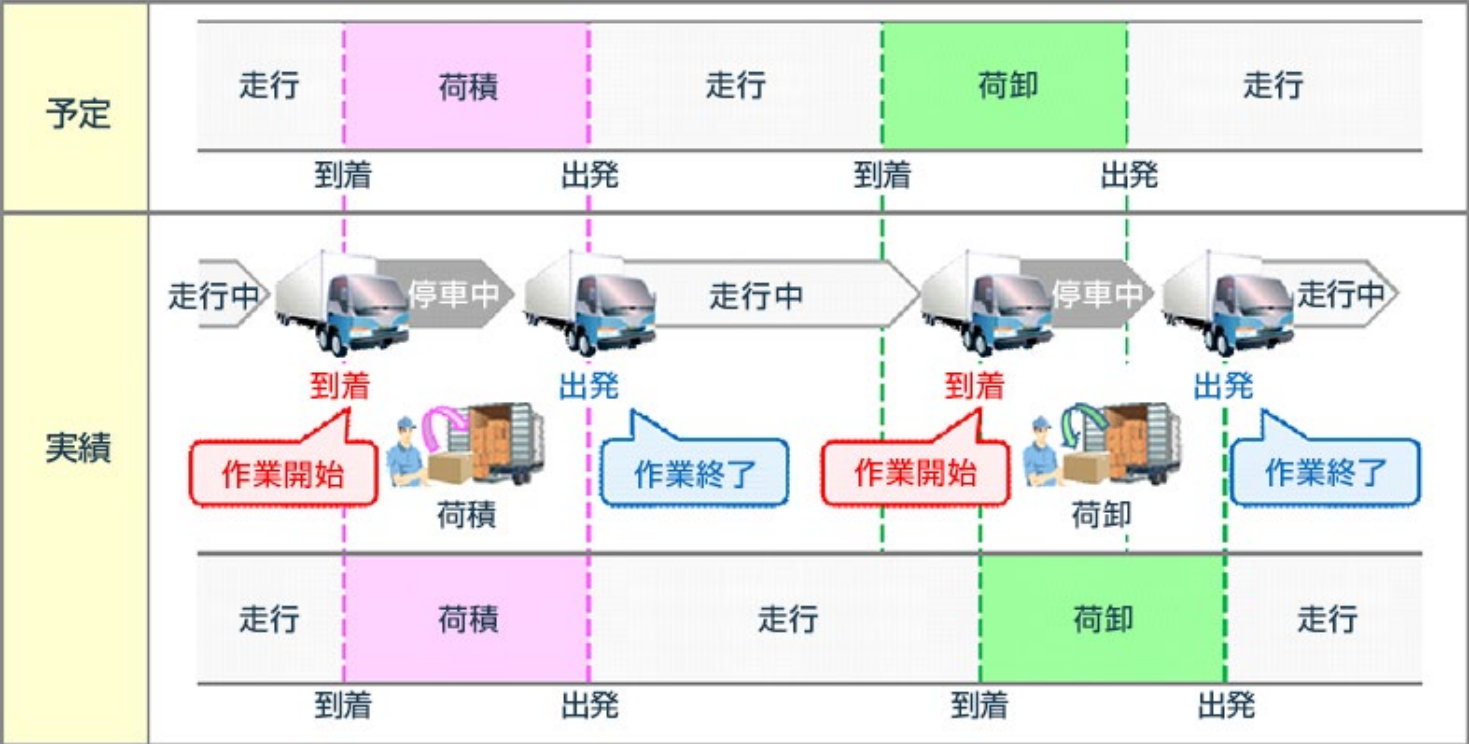 予定
走行 荷積 走行 荷卸 走行
到着 出発 到着 出発
実績
走行中 停車中 走行中 停車中 走行中
到着 出発 到着 出発
作業開始 作業終了 作業開始 作業終了
荷積 荷卸
走行 荷積 走行 荷卸 走行
到着 出発 到着 出発